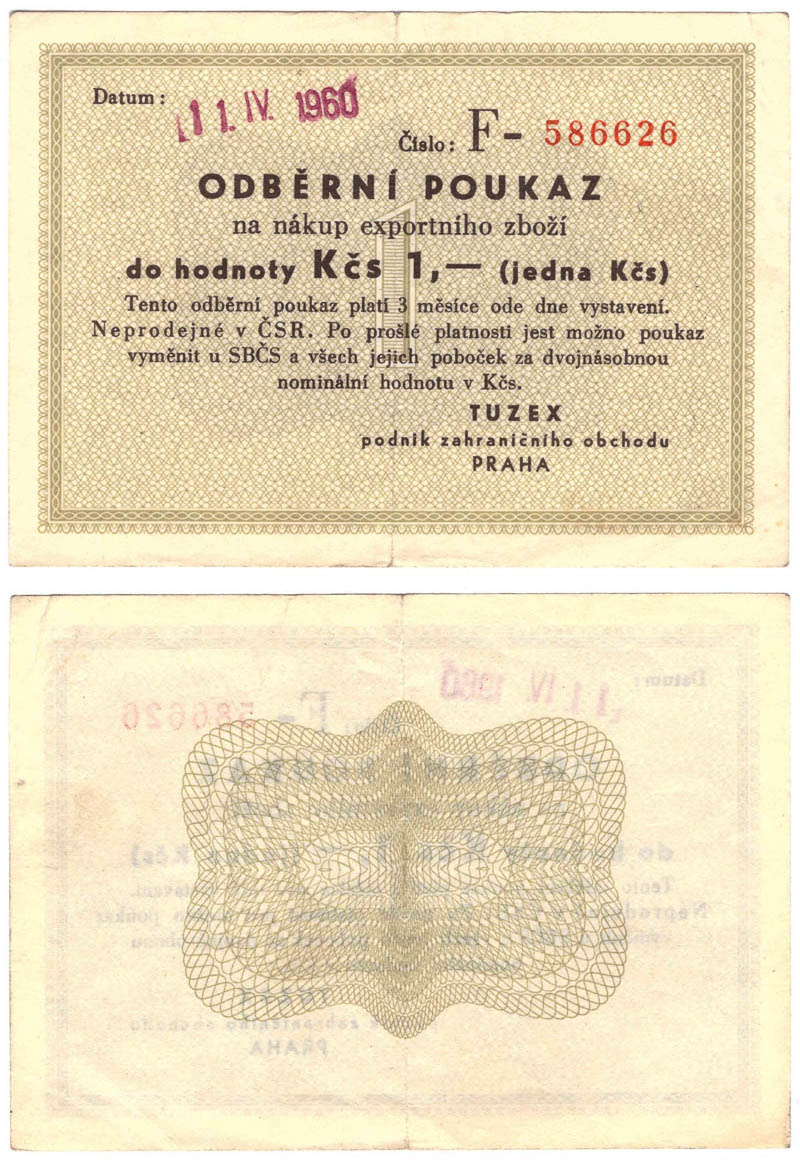 Datum: 11. IV. 1960
Číslo: F- 586626
ODBĚRNÍ POUKAZ
na nákup exportního zboží
1
do hodnoty Kčs 1,— (jedna Kčs)
Tento odběrní poukaz platí 3 měsíce ode dne vystavení.
Neprodejné v ČSR. Po prošlé platnosti jest možno poukaz
vyměnit u SBČS a všech jejich poboček za dvojnásobnou
nominální hodnotu v Kčs.
TUZEX
podnik zahraničního obchodu
PRAHA